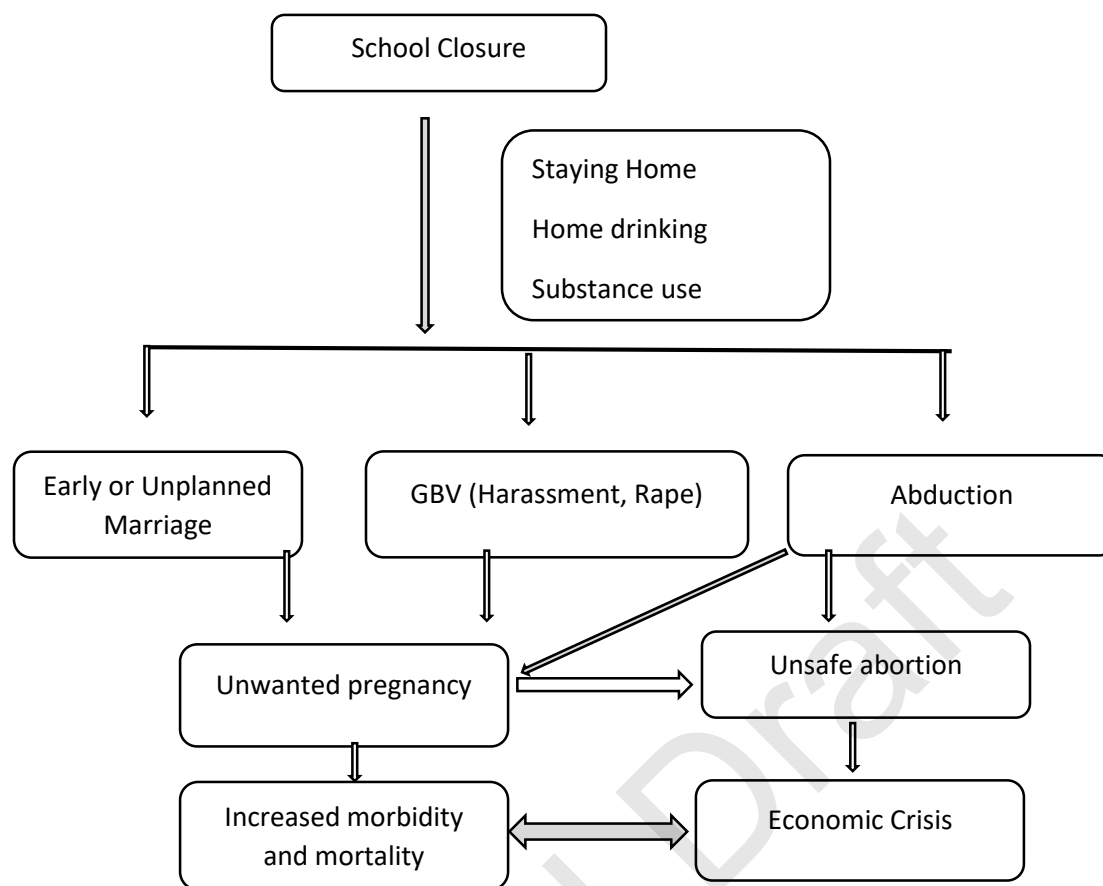 School Closure
Staying Home
Home drinking
Substance use
Early or Unplanned
Marriage
GBV (Harassment, Rape)
Abduction
Unwanted pregnancy
Unsafe abortion
Increased morbidity
and mortality
Economic Crisis
Draft